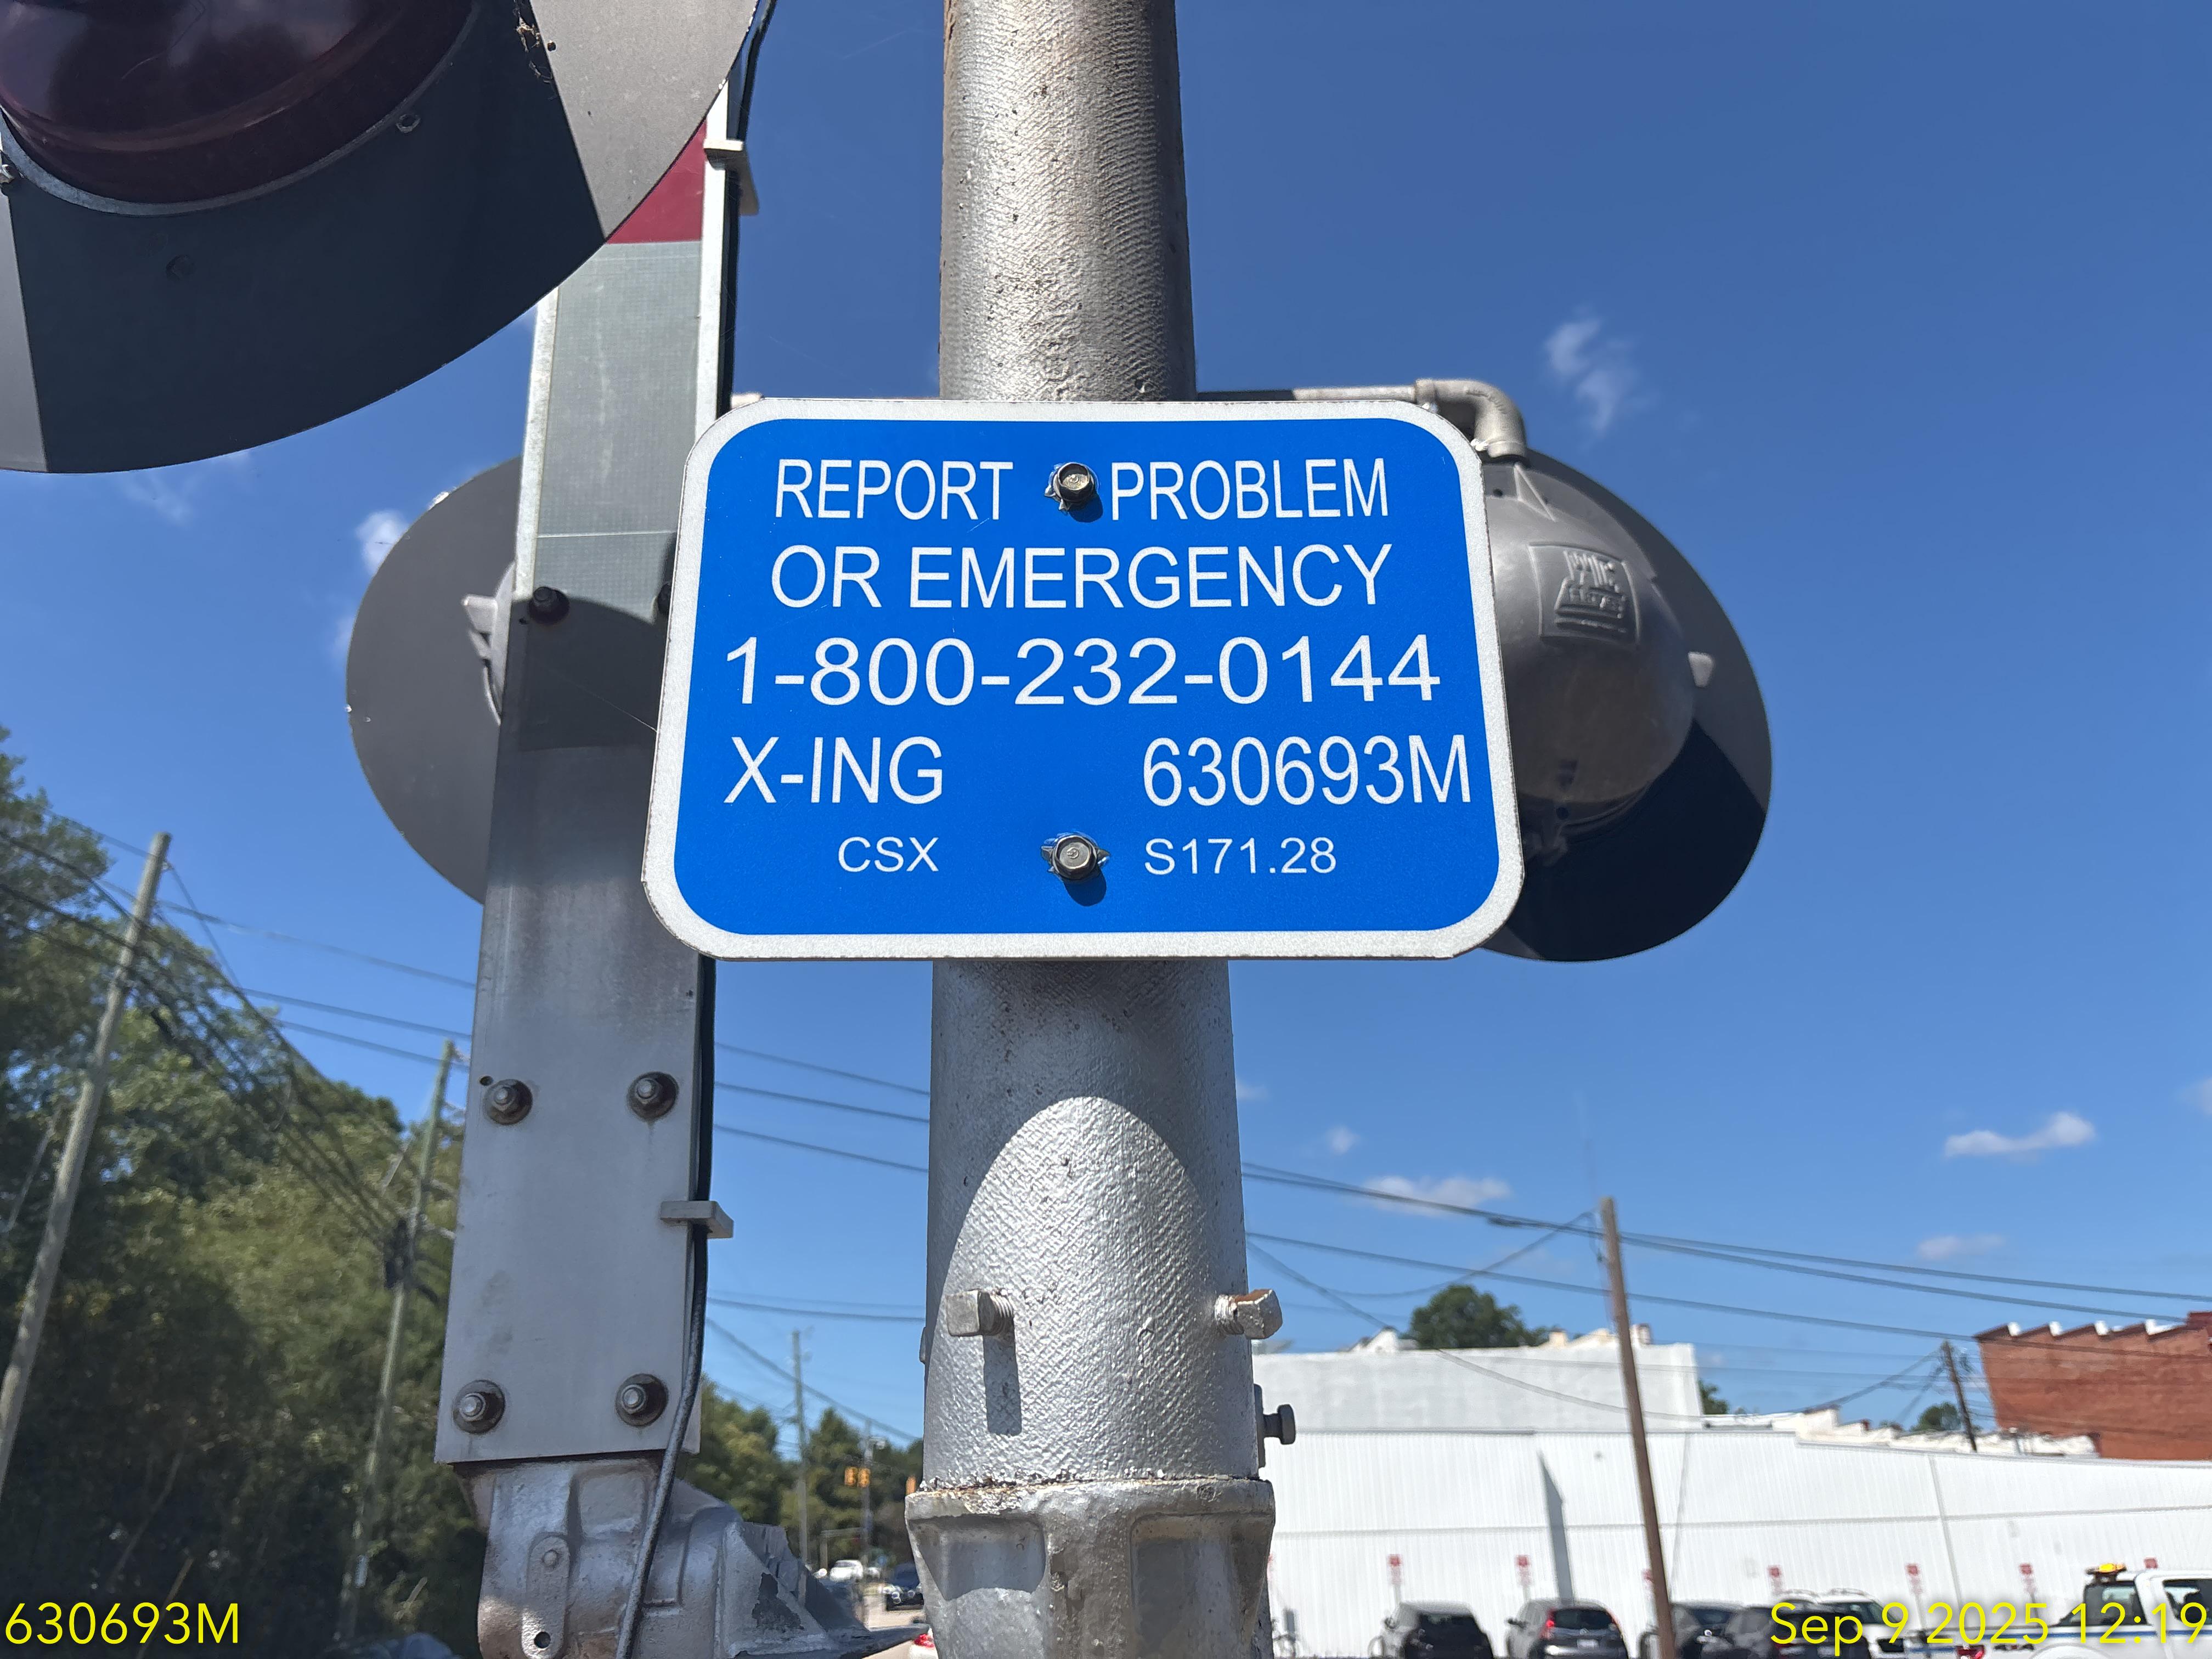 REPORT PROBLEM
OR EMERGENCY
1-800-232-0144
X-ING 630693M
CSX S171.28
630693M
Sep 9 2025 12:19